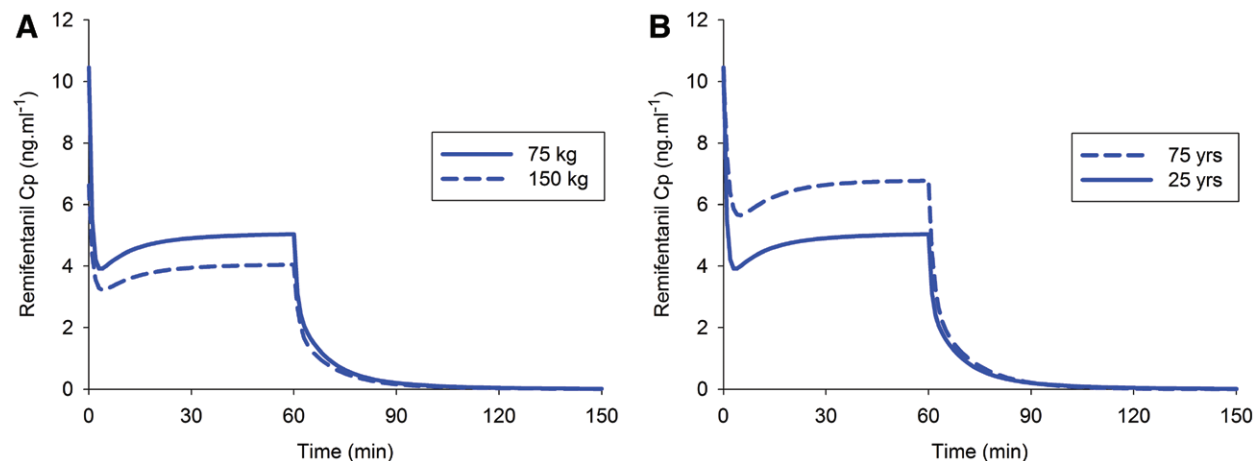 A
Remifentanil Cp (ng.ml⁻¹)
12
10
8
6
4
2
0
0 30 60 90 120 150
Time (min)
75 kg
150 kg
B
Remifentanil Cp (ng.ml⁻¹)
12
10
8
6
4
2
0
0 30 60 90 120 150
Time (min)
75 yrs
25 yrs